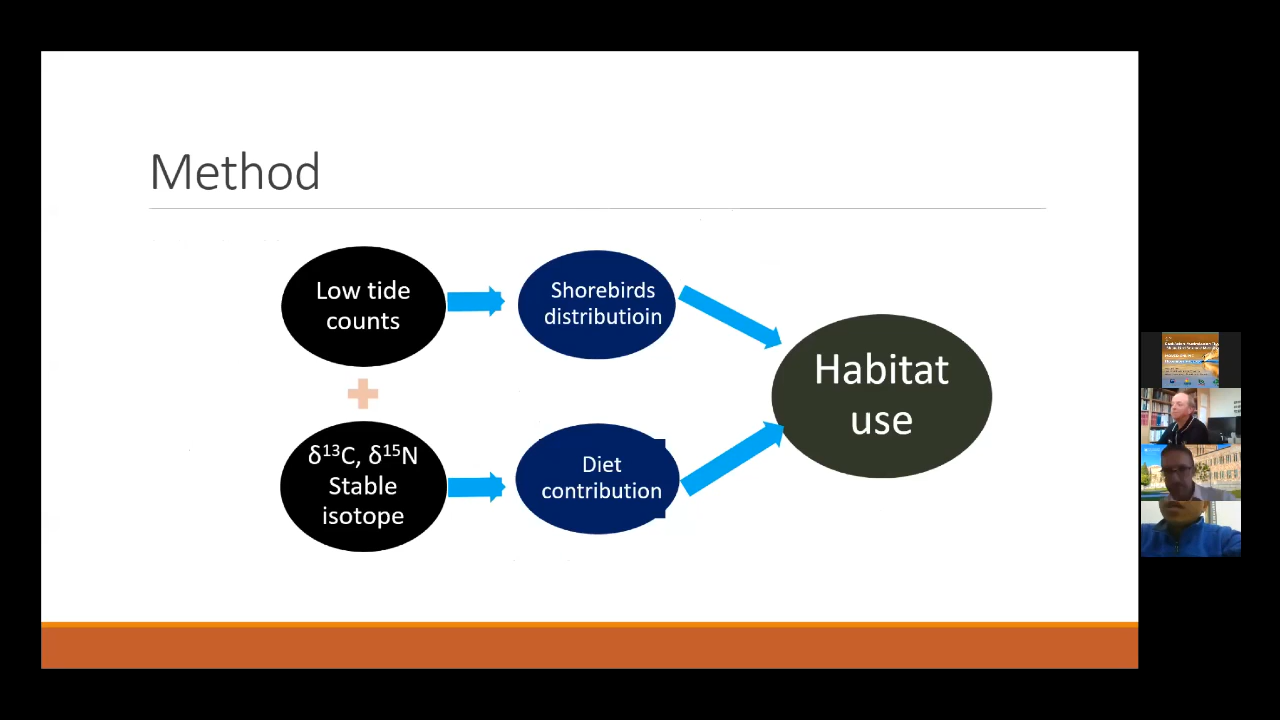 Method
Low tide
counts
Shorebirds
distributioin
δ¹³C, δ¹⁵N
Stable
isotope
Diet
contribution
Habitat
use